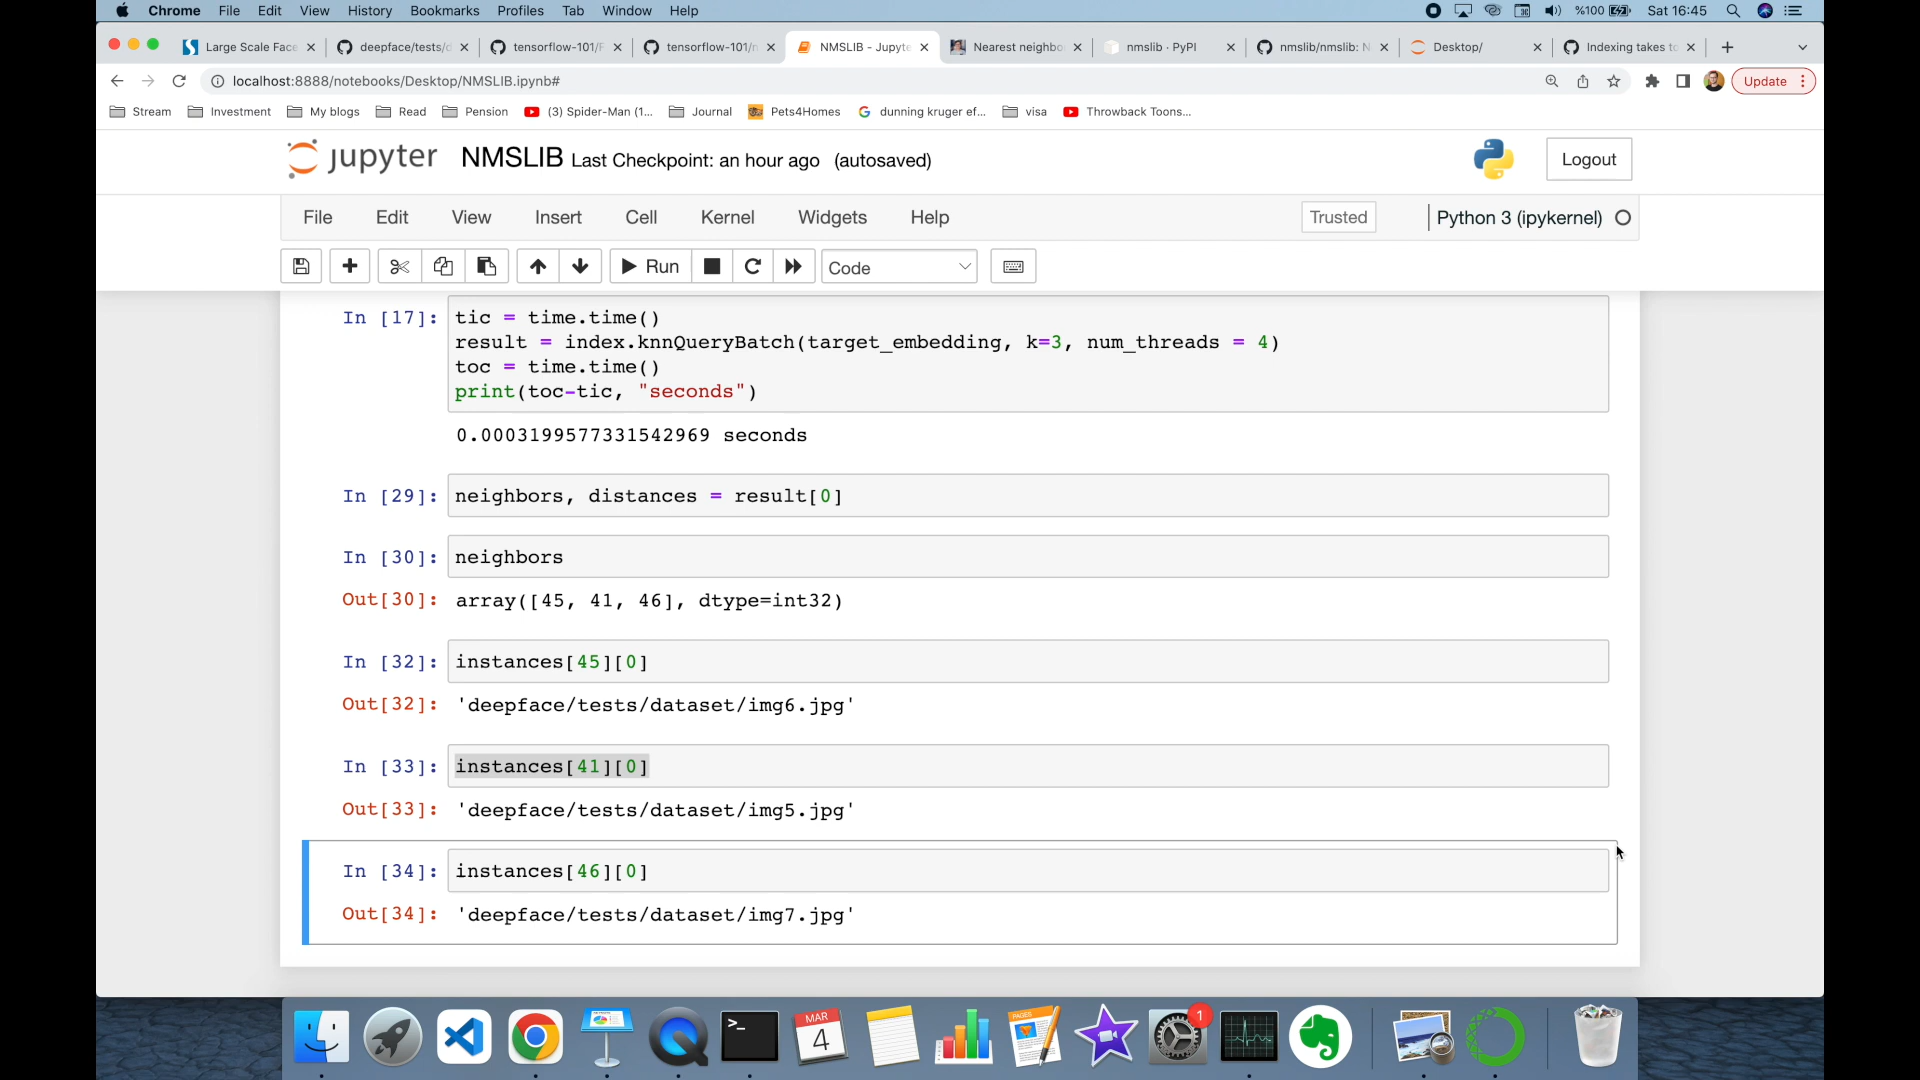 Chrome File Edit View History Bookmarks Profiles Tab Window Help %100 Sat 16:45
Large Scale Face deepface/tests/d tensorflow-101/F tensorflow-101/n NMSLIB - Jupyte Nearest neighbo nmslib · PyPI nmslib/nmslib: N Desktop/ Indexing takes to
localhost:8888/notebooks/Desktop/NMSLIB.ipynb# Update
Stream Investment My blogs Read Pension (3) Spider-Man (1... Journal Pets4Homes dunning kruger ef... visa Throwback Toons...
jupyter NMSLIB Last Checkpoint: an hour ago (autosaved) Logout
File Edit View Insert Cell Kernel Widgets Help Trusted Python 3 (ipykernel)
Run Code
In [17]: tic = time.time()
result = index.knnQueryBatch(target_embedding, k=3, num_threads = 4)
toc = time.time()
print(toc-tic, "seconds")
0.00031995773315429​69 seconds
In [29]: neighbors, distances = result[0]
In [30]: neighbors
Out[30]: array([45, 41, 46], dtype=int32)
In [32]: instances[45][0]
Out[32]: 'deepface/tests/dataset/img6.jpg'
In [33]: instances[41][0]
Out[33]: 'deepface/tests/dataset/img5.jpg'
In [34]: instances[46][0]
Out[34]: 'deepface/tests/dataset/img7.jpg'
MAR
4
PAGES
1